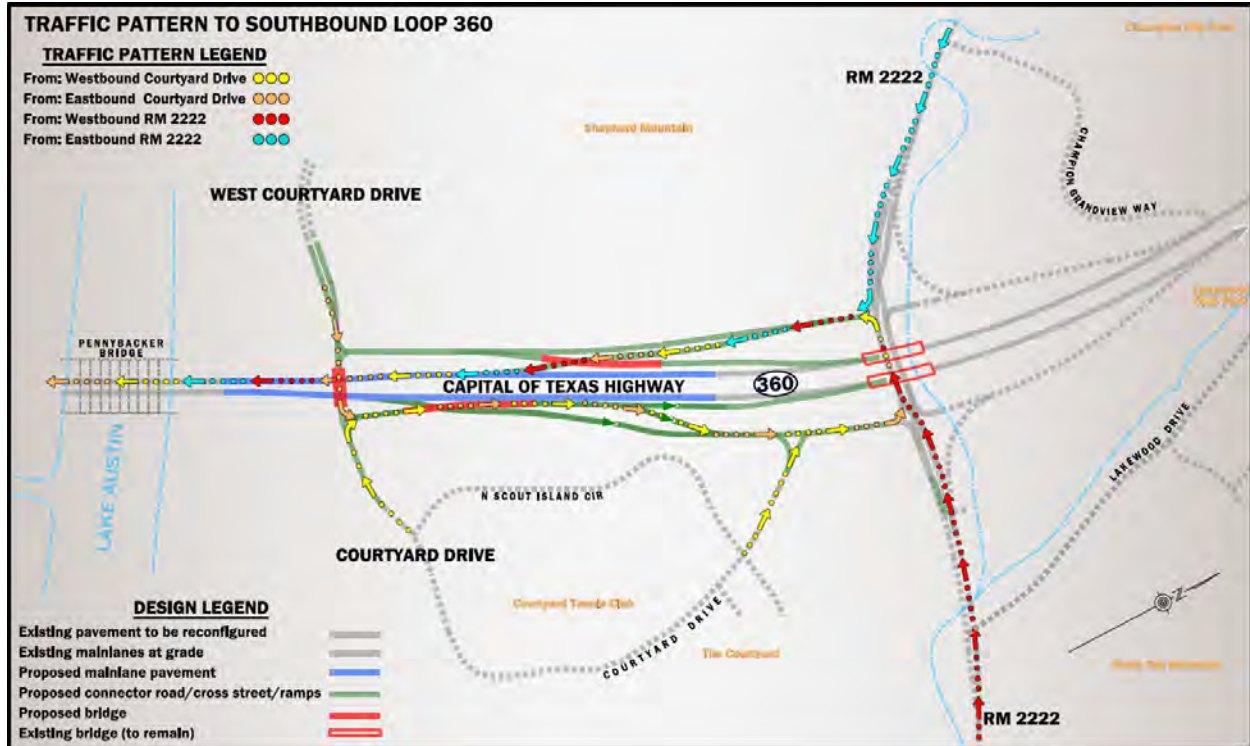 TRAFFIC PATTERN TO SOUTHBOUND LOOP 360
TRAFFIC PATTERN LEGEND
From: Westbound Courtyard Drive
From: Eastbound Courtyard Drive
From: Westbound RM 2222
From: Eastbound RM 2222
RM 2222
Shepherd Mountain
CHAMPION GRANDVIEW WAY
WEST COURTYARD DRIVE
PENNYBACKER
BRIDGE
CAPITAL OF TEXAS HIGHWAY
360
LAKE AUSTIN
LAKEWOOD DRIVE
N SCOUT ISLAND CIR
COURTYARD DRIVE
Courtyard Tennis Club
COURTYARD DRIVE
The Courtyard
N
DESIGN LEGEND
Existing pavement to be reconfigured
Existing mainlanes at grade
Proposed mainlane pavement
Proposed connector road/cross street/ramps
Proposed bridge
Existing bridge (to remain)
RM 2222